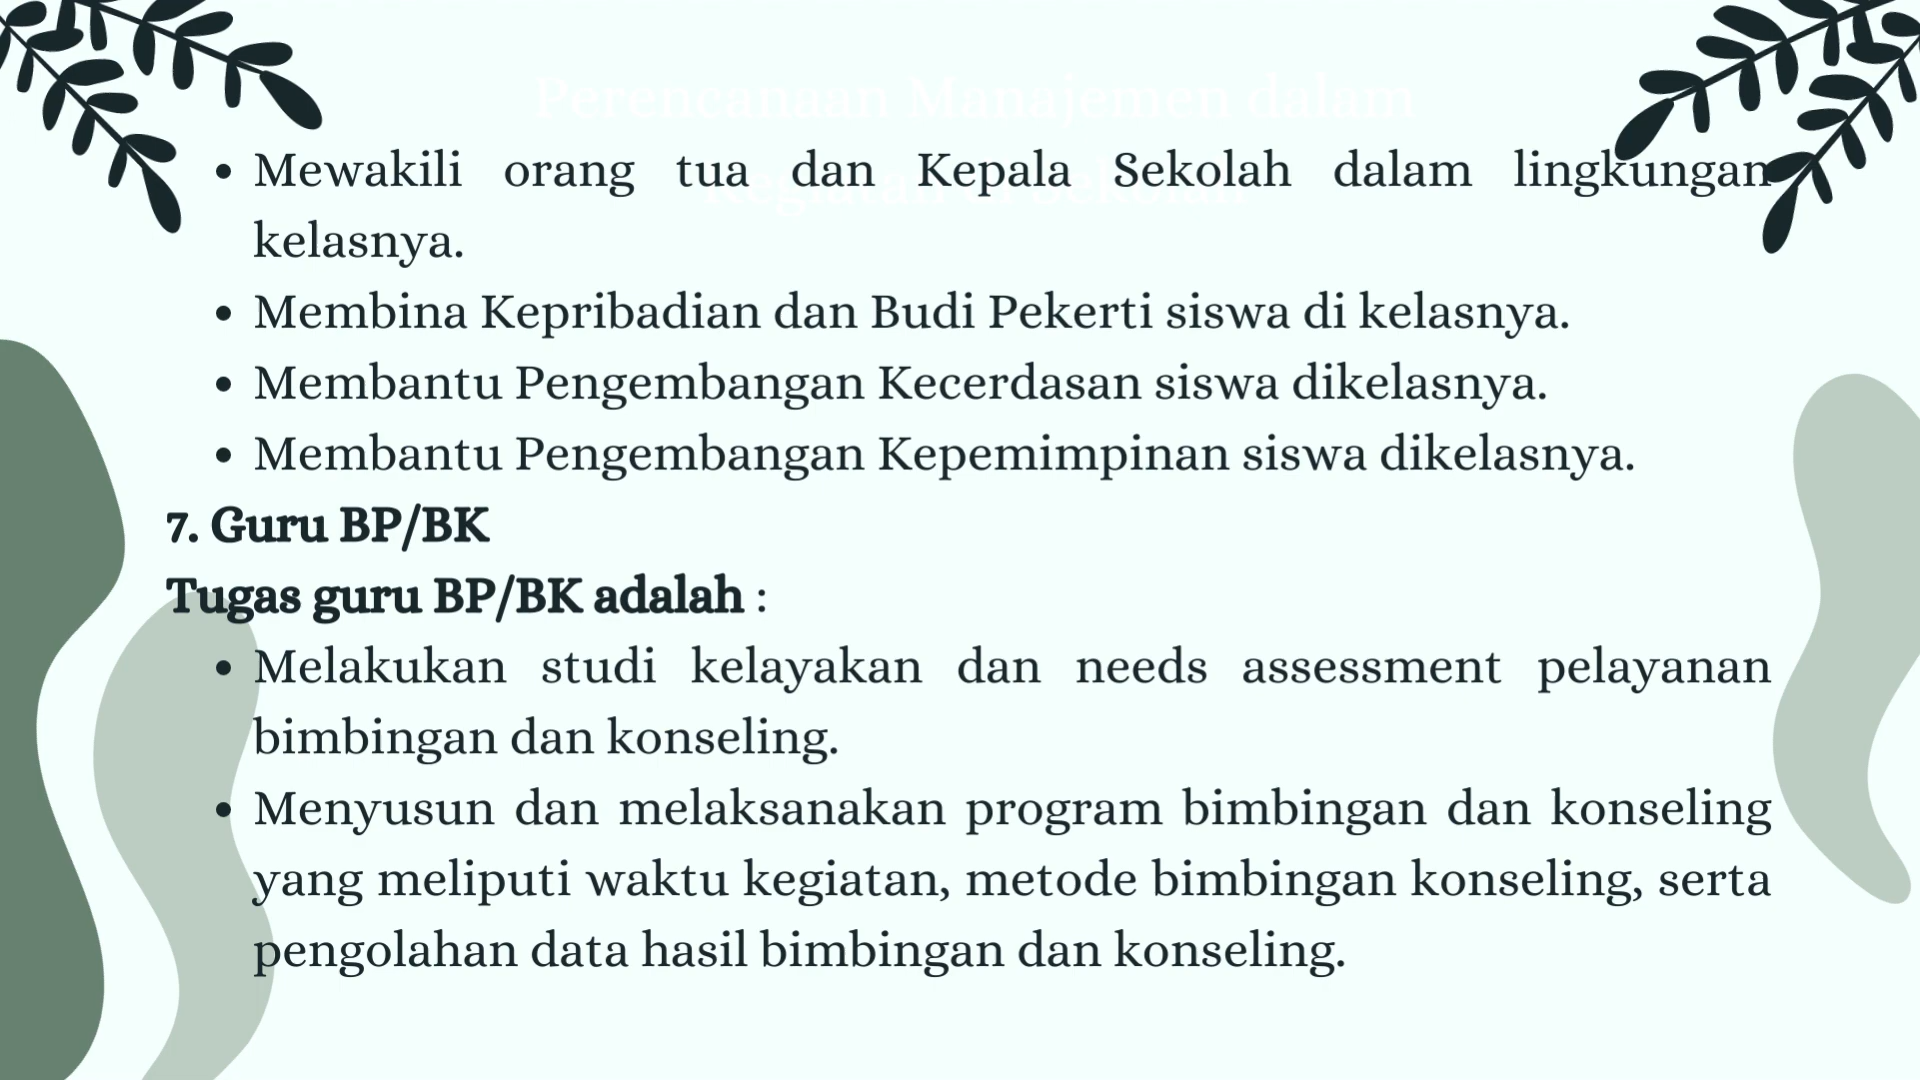 Perencanaan Manajemen dalam
• Mewakili orang tua dan Kepala Sekolah dalam lingkungan
kelasnya.
• Membina Kepribadian dan Budi Pekerti siswa di kelasnya.
• Membantu Pengembangan Kecerdasan siswa dikelasnya.
• Membantu Pengembangan Kepemimpinan siswa dikelasnya.
7. Guru BP/BK
Tugas guru BP/BK adalah :
• Melakukan studi kelayakan dan needs assessment pelayanan
bimbingan dan konseling.
• Menyusun dan melaksanakan program bimbingan dan konseling
yang meliputi waktu kegiatan, metode bimbingan konseling, serta
pengolahan data hasil bimbingan dan konseling.